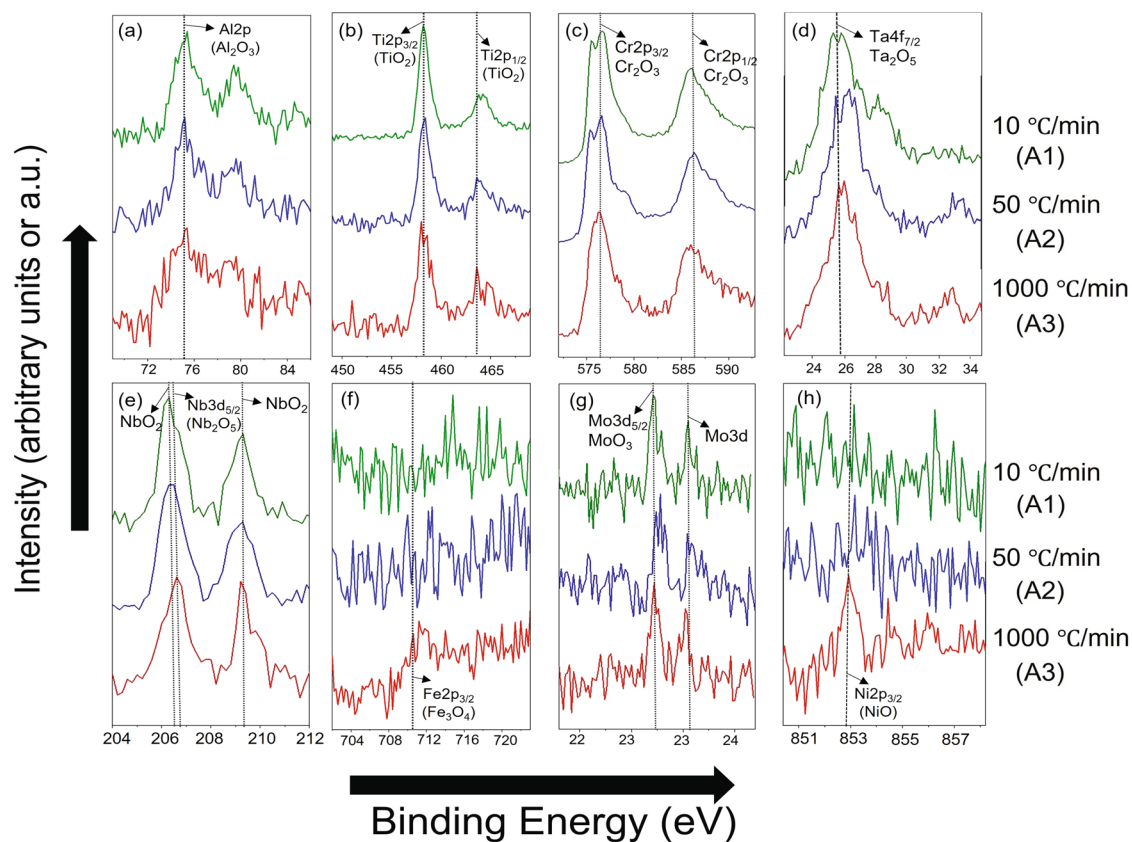 Intensity (arbitrary units or a.u.)
(a)
Al2p
(Al₂O₃)
72 76 80 84
(b)
Ti2p₃/₂
(TiO₂)
Ti2p₁/₂
(TiO₂)
450 455 460 465
(c)
Cr2p₃/₂
Cr₂O₃
Cr2p₁/₂
Cr₂O₃
575 580 585 590
(d)
Ta4f₇/₂
Ta₂O₅
24 26 28 30 32 34
10 °C/min
(A1)
50 °C/min
(A2)
1000 °C/min
(A3)
(e)
NbO₂
Nb3d₅/₂
(Nb₂O₅)
NbO₂
204 206 208 210 212
(f)
Fe2p₃/₂
(Fe₃O₄)
704 708 712 716 720
(g)
Mo3d₅/₂
MoO₃
Mo3d
22 22 23 23 24
(h)
Ni2p₃/₂
(NiO)
851 853 855 857
10 °C/min
(A1)
50 °C/min
(A2)
1000 °C/min
(A3)
Binding Energy (eV)